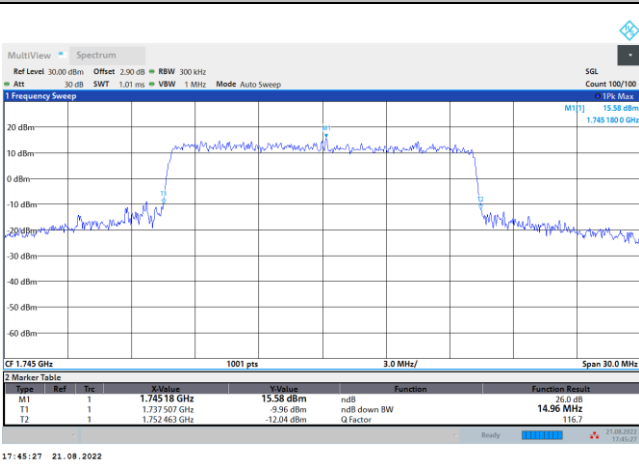 MultiView Spectrum
Ref Level 30.00 dBm Offset 2.90 dB RBW 300 kHz SGL
Att 30 dB SWT 1.01 ms VBW 1 MHz Mode Auto Sweep Count 100/100
1 Frequency Sweep 1Pk Max
M1[1] 15.58 dBm
1.745 180 0 GHz
20 dBm
M1
10 dBm
0 dBm
T1 T2
-10 dBm
-20 dBm
-30 dBm
-40 dBm
-50 dBm
-60 dBm
CF 1.745 GHz 1001 pts 3.0 MHz/ Span 30.0 MHz
2 Marker Table
Type Ref Trc X-Value Y-Value Function Function Result
M1 1 1.74518 GHz 15.58 dBm ndB 26.0 dB
T1 1 1.737507 GHz -9.96 dBm ndB down BW 14.96 MHz
T2 1 1.752463 GHz -12.04 dBm Q Factor 116.7
Ready 21.08.2022
17:45:27
17:45:27 21.08.2022